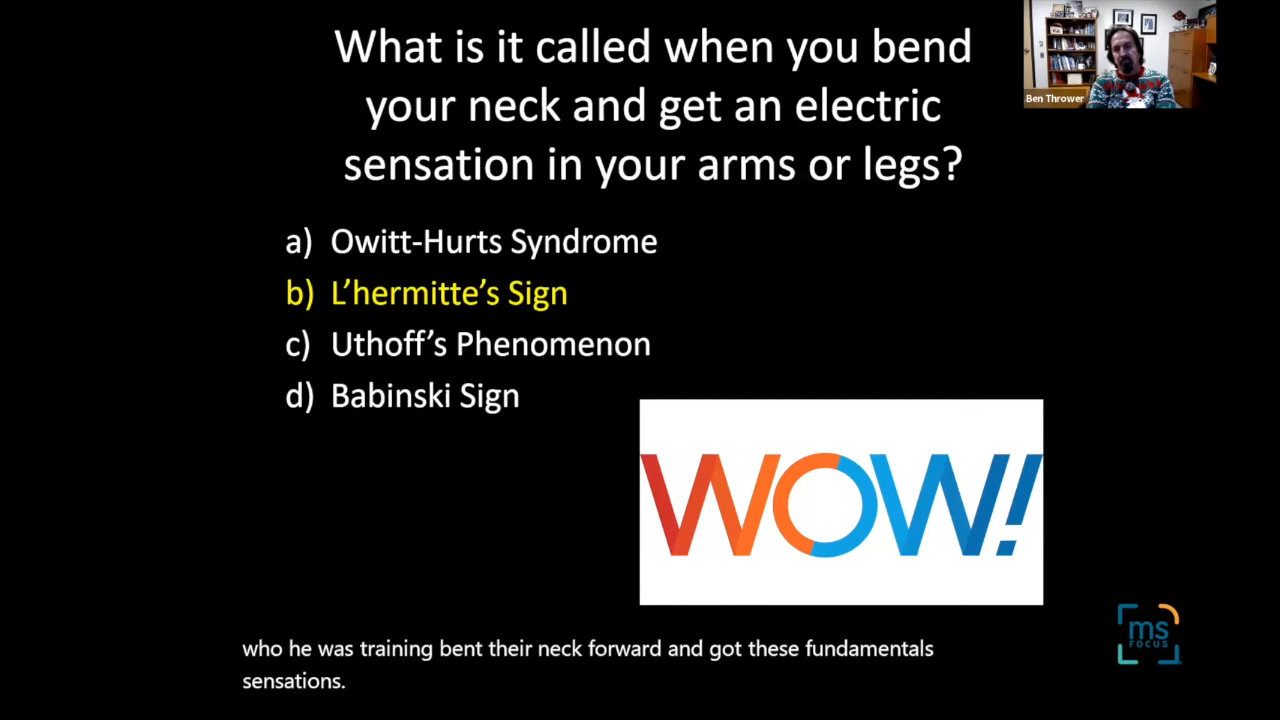 What is it called when you bend
your neck and get an electric
sensation in your arms or legs?
Ben Thrower
a) Owitt-Hurts Syndrome
b) L’hermitte’s Sign
c) Uthoff’s Phenomenon
d) Babinski Sign
WOW!
ms
FOCUS
who he was training bent their neck forward and got these fundamentals
sensations.